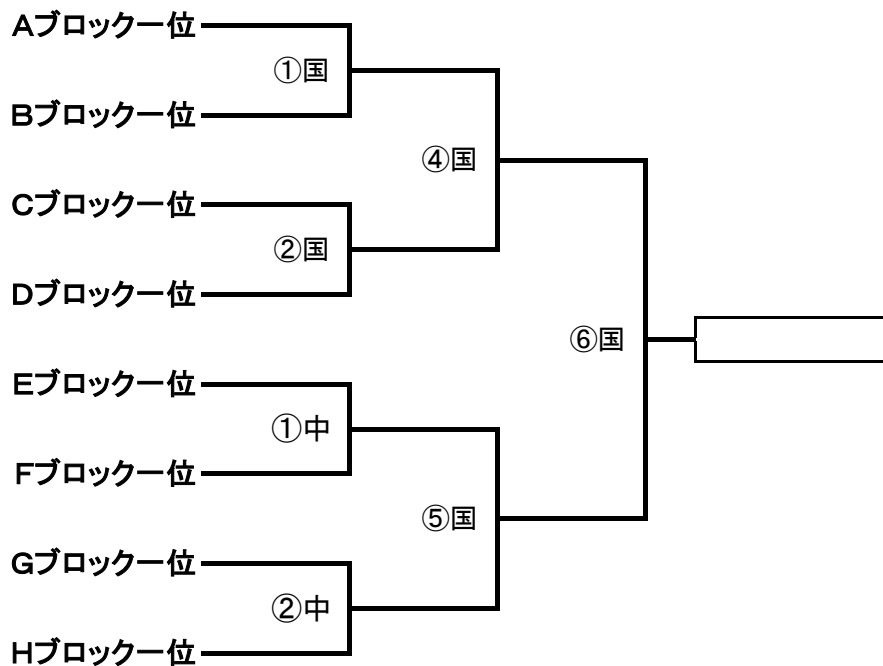 Aブロック一位
①国
Bブロック一位
④国
Cブロック一位
②国
Dブロック一位
⑥国
Eブロック一位
①中
Fブロック一位
⑤国
Gブロック一位
②中
Hブロック一位